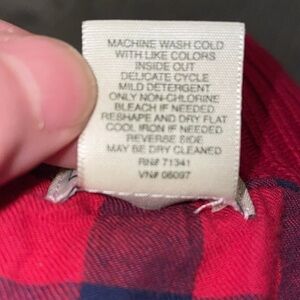 MACHINE WASH COLD
WITH LIKE COLORS
INSIDE OUT
DELICATE CYCLE
MILD DETERGENT
ONLY NON-CHLORINE
BLEACH IF NEEDED
RESHAPE AND DRY FLAT
COOL IRON IF NEEDED
REVERSE SIDE
MAY BE DRY CLEANED
RN# 71341
VN# 06097